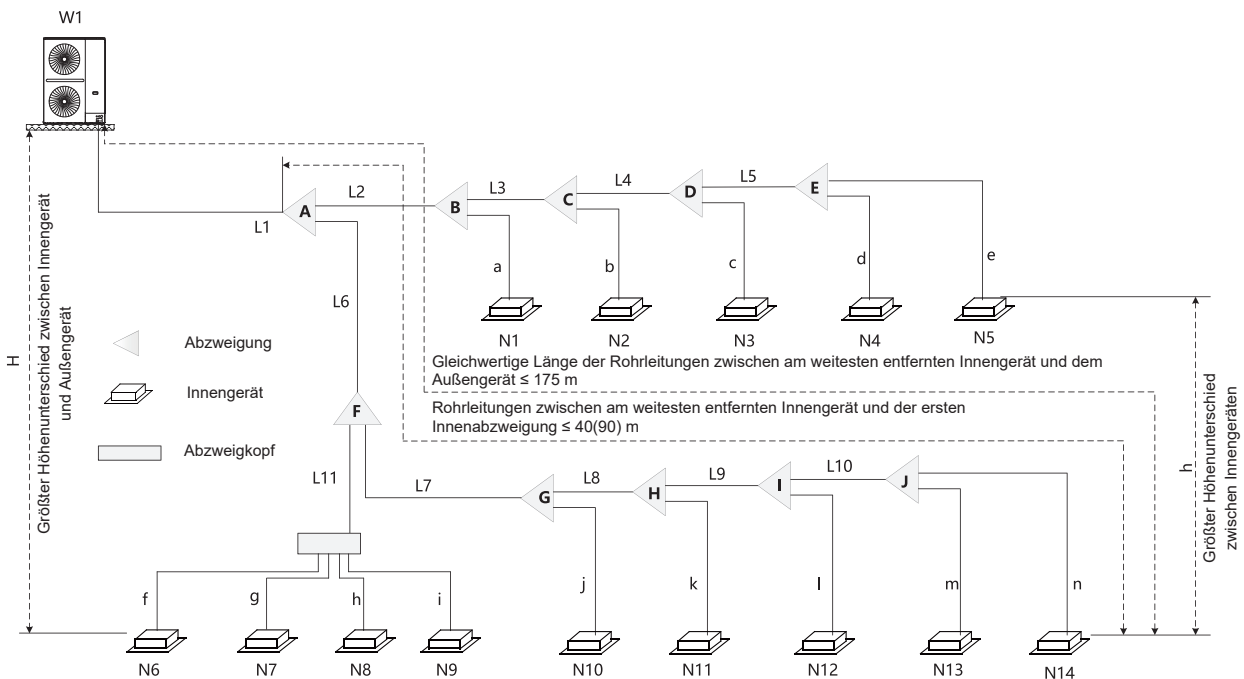 W1
A
L2
B
L3
C
L4
D
L5
E
L1
a
b
c
d
e
L6
N1
N2
N3
N4
N5
Größter Höhenunterschied zwischen Innengerät
und Außengerät
H
Abzweigung
Innengerät
Abzweigkopf
Gleichwertige Länge der Rohrleitungen zwischen am weitesten entfernten Innengerät und dem
Außengerät ≤ 175 m
Rohrleitungen zwischen am weitesten entfernten Innengerät und der ersten
Innenabzweigung ≤ 40(90) m
F
L11
L7
G
L8
H
L9
I
L10
J
h
Größter Höhenunterschied
zwischen Innengeräten
f
g
h
i
j
k
l
m
n
N6
N7
N8
N9
N10
N11
N12
N13
N14